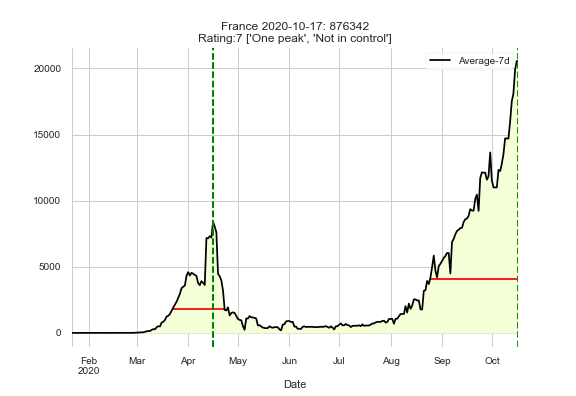 France 2020-10-17: 876342
Rating:7 ['One peak', 'Not in control']
Average-7d
20000
15000
10000
5000
0
Feb Mar Apr May Jun Jul Aug Sep Oct
2020
Date